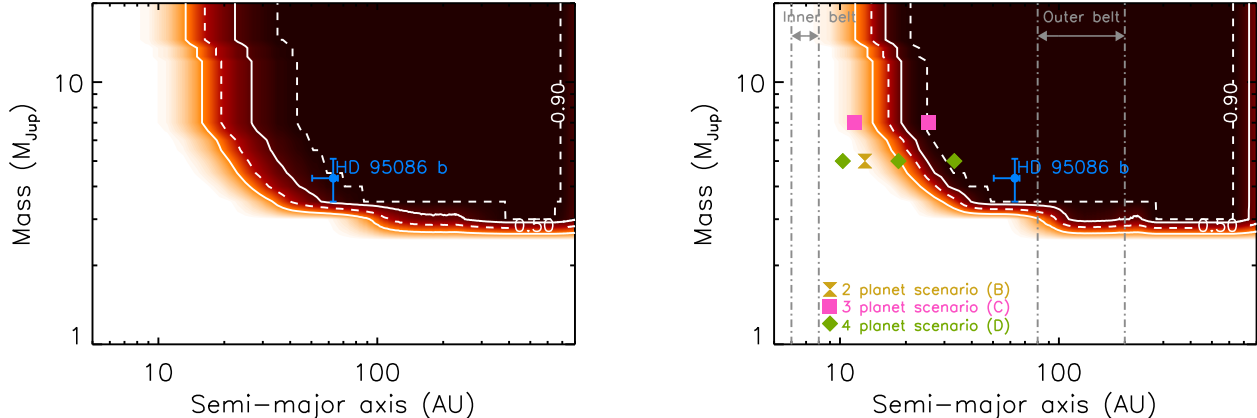 10
1
Mass (M_Jup)
0.90
HD 95086 b
0.50
10
100
Semi-major axis (AU)
Inner belt
Outer belt
10
1
Mass (M_Jup)
0.90
HD 95086 b
0.50
2 planet scenario (B)
3 planet scenario (C)
4 planet scenario (D)
10
100
Semi-major axis (AU)